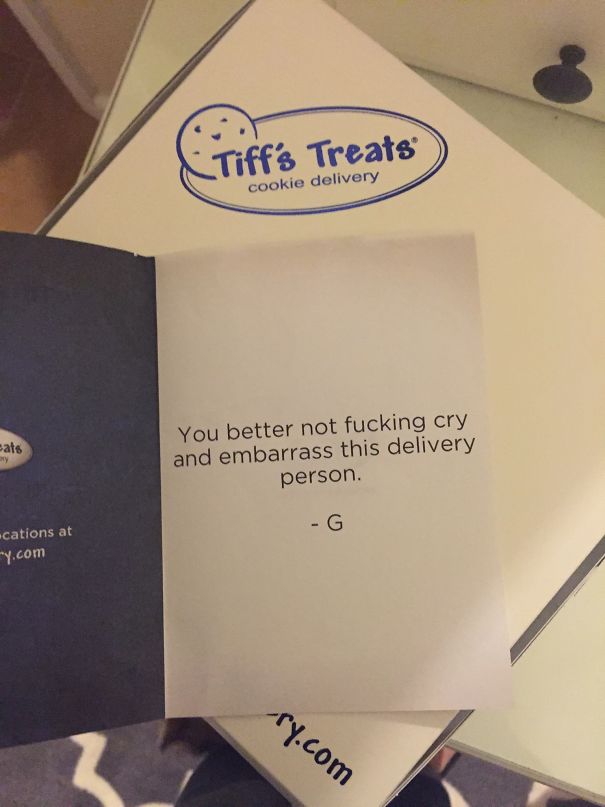 Tiff's Treats®
cookie delivery
You better not fucking cry
and embarrass this delivery
person.
- G
eats
ry
cations at
y.com
ry.com